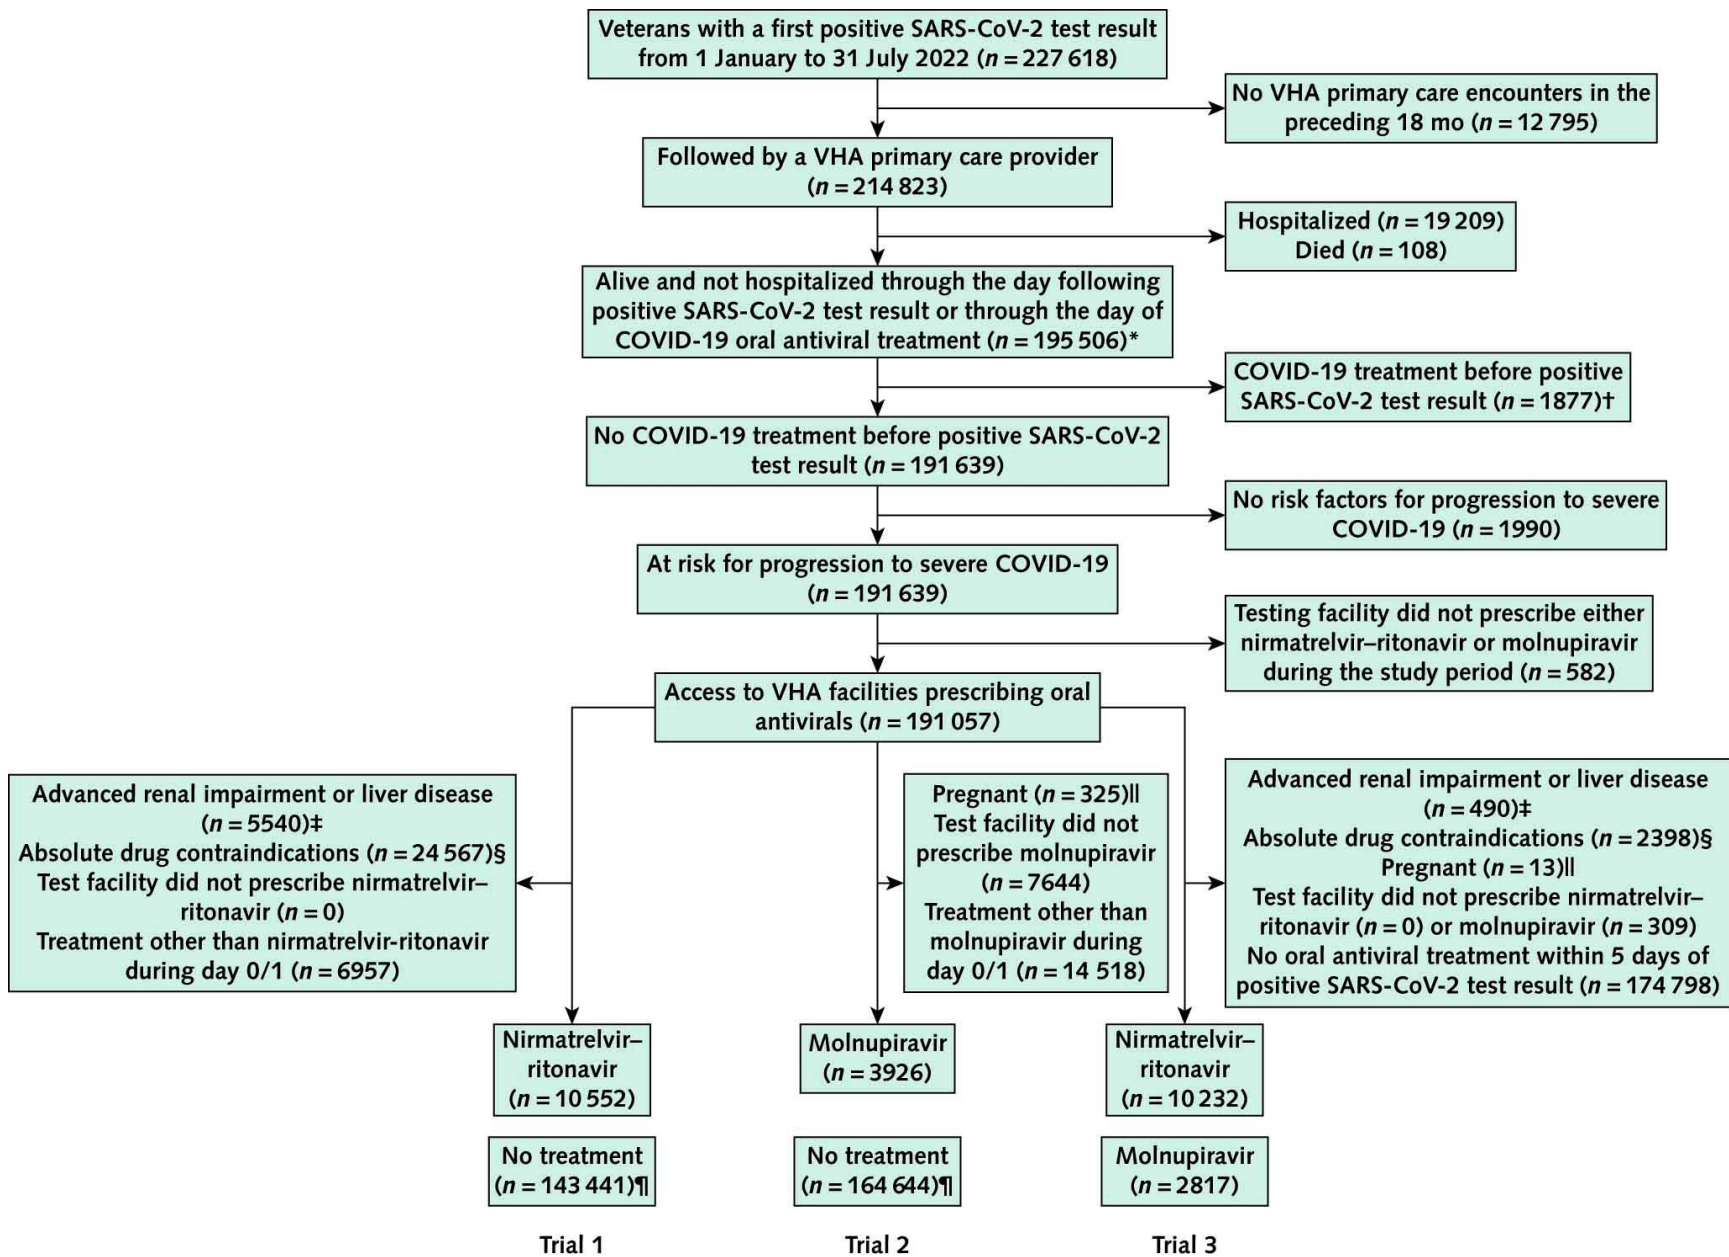 Veterans with a first positive SARS-CoV-2 test result
from 1 January to 31 July 2022 (n = 227 618)
No VHA primary care encounters in the
preceding 18 mo (n = 12 795)
Followed by a VHA primary care provider
(n = 214 823)
Hospitalized (n = 19 209)
Died (n = 108)
Alive and not hospitalized through the day following
positive SARS-CoV-2 test result or through the day of
COVID-19 oral antiviral treatment (n = 195 506)*
COVID-19 treatment before positive
SARS-CoV-2 test result (n = 1877)†
No COVID-19 treatment before positive SARS-CoV-2
test result (n = 191 639)
No risk factors for progression to severe
COVID-19 (n = 1990)
At risk for progression to severe COVID-19
(n = 191 639)
Testing facility did not prescribe either
nirmatrelvir–ritonavir or molnupiravir
during the study period (n = 582)
Access to VHA facilities prescribing oral
antivirals (n = 191 057)
Advanced renal impairment or liver disease
(n = 5540)‡
Absolute drug contraindications (n = 24 567)§
Test facility did not prescribe nirmatrelvir–
ritonavir (n = 0)
Treatment other than nirmatrelvir-ritonavir
during day 0/1 (n = 6957)
Pregnant (n = 325)||
Test facility did not
prescribe molnupiravir
(n = 7644)
Treatment other than
molnupiravir during
day 0/1 (n = 14 518)
Advanced renal impairment or liver disease
(n = 490)‡
Absolute drug contraindications (n = 2398)§
Pregnant (n = 13)||
Test facility did not prescribe nirmatrelvir–
ritonavir (n = 0) or molnupiravir (n = 309)
No oral antiviral treatment within 5 days of
positive SARS-CoV-2 test result (n = 174 798)
Nirmatrelvir–
ritonavir
(n = 10 552)
Molnupiravir
(n = 3926)
Nirmatrelvir–
ritonavir
(n = 10 232)
No treatment
(n = 143 441)¶
No treatment
(n = 164 644)¶
Molnupiravir
(n = 2817)
Trial 1
Trial 2
Trial 3